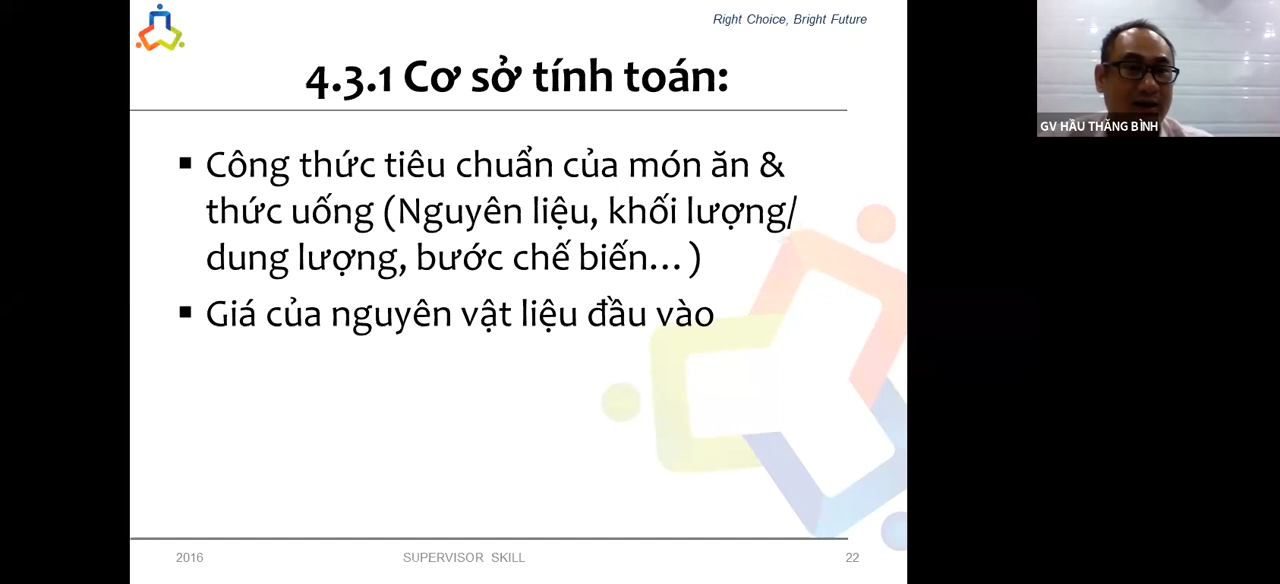 Right Choice, Bright Future
4.3.1 Cơ sở tính toán:
▪ Công thức tiêu chuẩn của món ăn &
thức uống (Nguyên liệu, khối lượng/
dung lượng, bước chế biến… )
▪ Giá của nguyên vật liệu đầu vào
2016 SUPERVISOR SKILL 22
GV HẦU THĂNG BÌNH